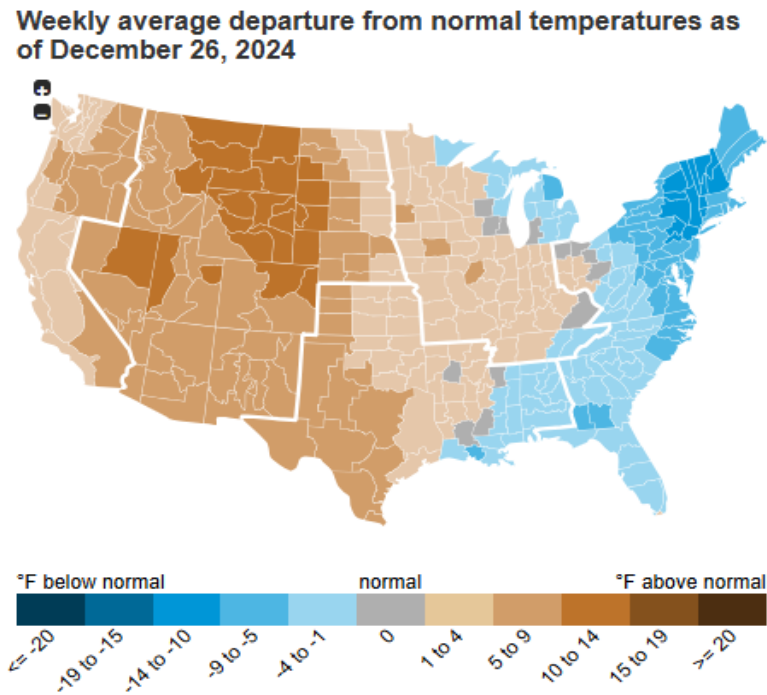 Weekly average departure from normal temperatures as
of December 26, 2024
+
−
°F below normal normal °F above normal
<= -20 -19 to -15 -14 to -10 -9 to -5 -4 to -1 0 1 to 4 5 to 9 10 to 14 15 to 19 >= 20